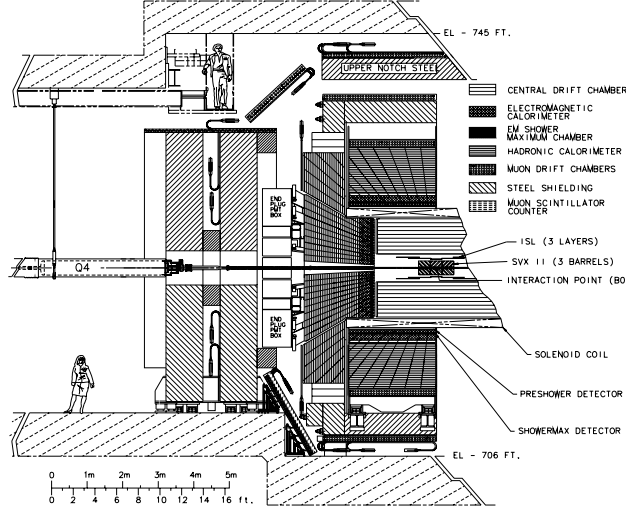 EL - 745 FT.
UPPER NOTCH STEEL
CENTRAL DRIFT CHAMBER
ELECTROMAGNETIC
CALORIMETER
EM SHOWER
MAXIMUM CHAMBER
HADRONIC CALORIMETER
MUON DRIFT CHAMBERS
STEEL SHIELDING
MUON SCINTILLATOR
COUNTER
END
PLUG
PMT
BOX
ISL (3 LAYERS)
SVX II (3 BARRELS)
INTERACTION POINT (BO
Q4
END
PLUG
PMT
BOX
SOLENOID COIL
PRESHOWER DETECTOR
SHOWERMAX DETECTOR
EL - 706 FT.
0 1m 2m 3m 4m 5m
0 2 4 6 8 10 12 14 16 ft.